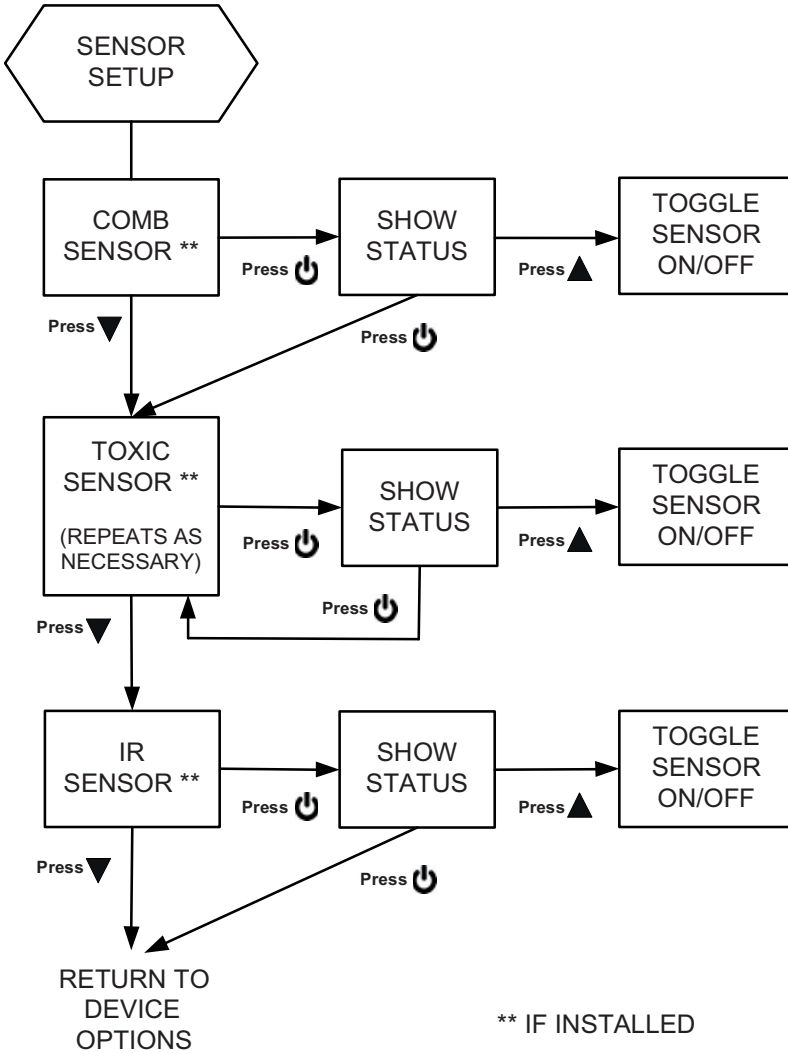 SENSOR
SETUP
COMB
SENSOR **
Press
SHOW
STATUS
Press
TOGGLE
SENSOR
ON/OFF
Press
Press
TOXIC
SENSOR **
(REPEATS AS
NECESSARY)
Press
SHOW
STATUS
Press
TOGGLE
SENSOR
ON/OFF
Press
Press
IR
SENSOR **
Press
SHOW
STATUS
Press
TOGGLE
SENSOR
ON/OFF
Press
Press
RETURN TO
DEVICE
OPTIONS
** IF INSTALLED